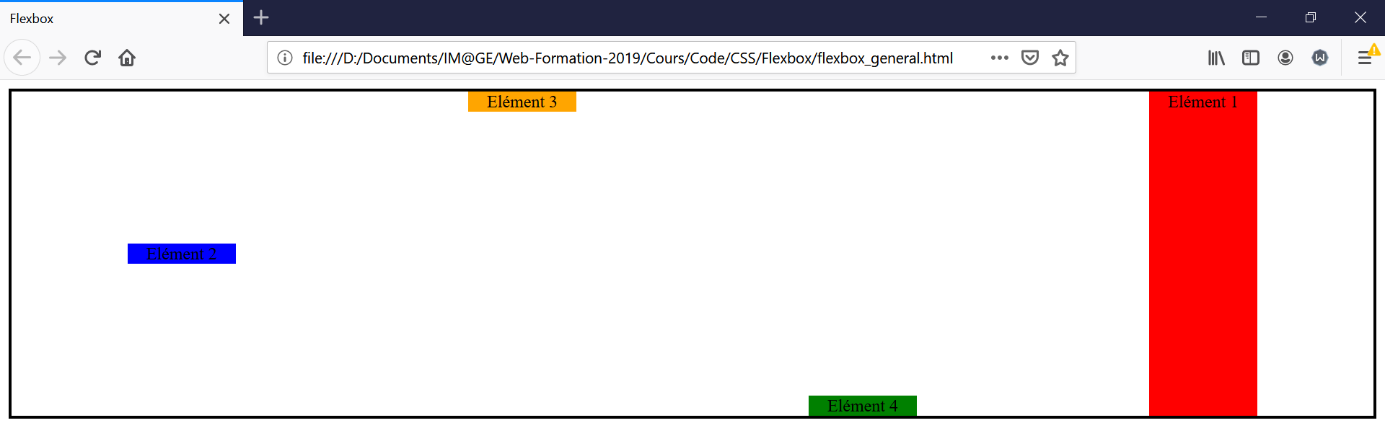 Flexbox
file:///D:/Documents/IM@GE/Web-Formation-2019/Cours/Code/CSS/Flexbox/flexbox_general.html
Elément 3
Elément 1
Elément 2
Elément 4